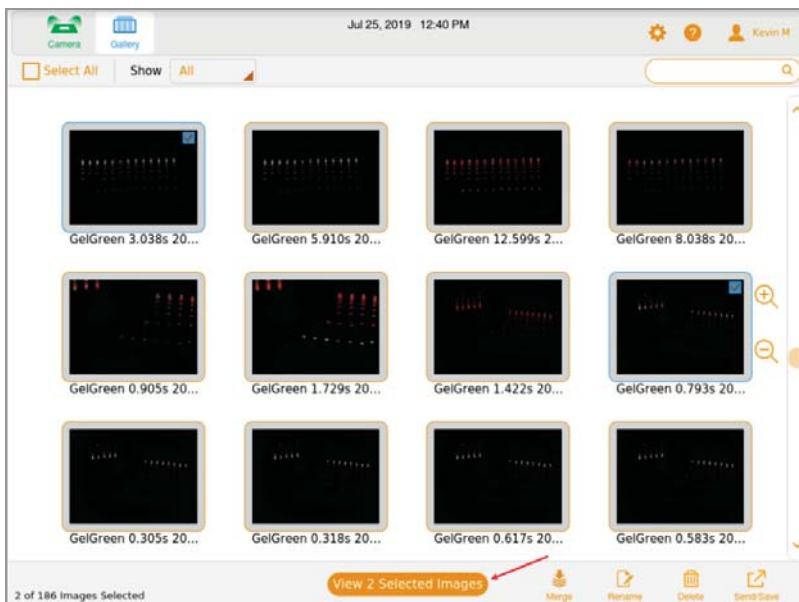 Jul 25, 2019 12:40 PM
Camera
Gallery
Kevin M
Select All
Show
All
GelGreen 3.038s 20...
GelGreen 5.910s 20...
GelGreen 12.599s 2...
GelGreen 8.038s 20...
GelGreen 0.905s 20...
GelGreen 1.729s 20...
GelGreen 1.422s 20...
GelGreen 0.793s 20...
GelGreen 0.305s 20...
GelGreen 0.318s 20...
GelGreen 0.617s 20...
GelGreen 0.583s 20...
2 of 186 Images Selected
View 2 Selected Images
Merge
Rename
Delete
Send/Save